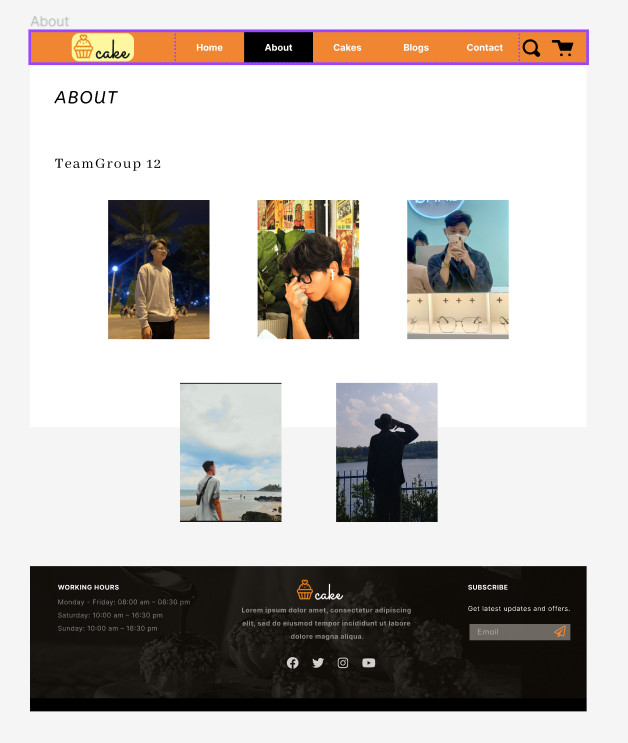 About
cake
Home
About
Cakes
Blogs
Contact
ABOUT
TeamGroup 12
WORKING HOURS
Monday - Friday: 08:00 am – 08:30 pm
Saturday: 10:00 am – 16:30 pm
Sunday: 10:00 am – 18:30 pm
cake
Lorem ipsum dolor amet, consectetur adipiscing
elit, sed do eiusmod tempor incididunt ut labore
dolore magna aliqua.
SUBSCRIBE
Get latest updates and offers.
Email